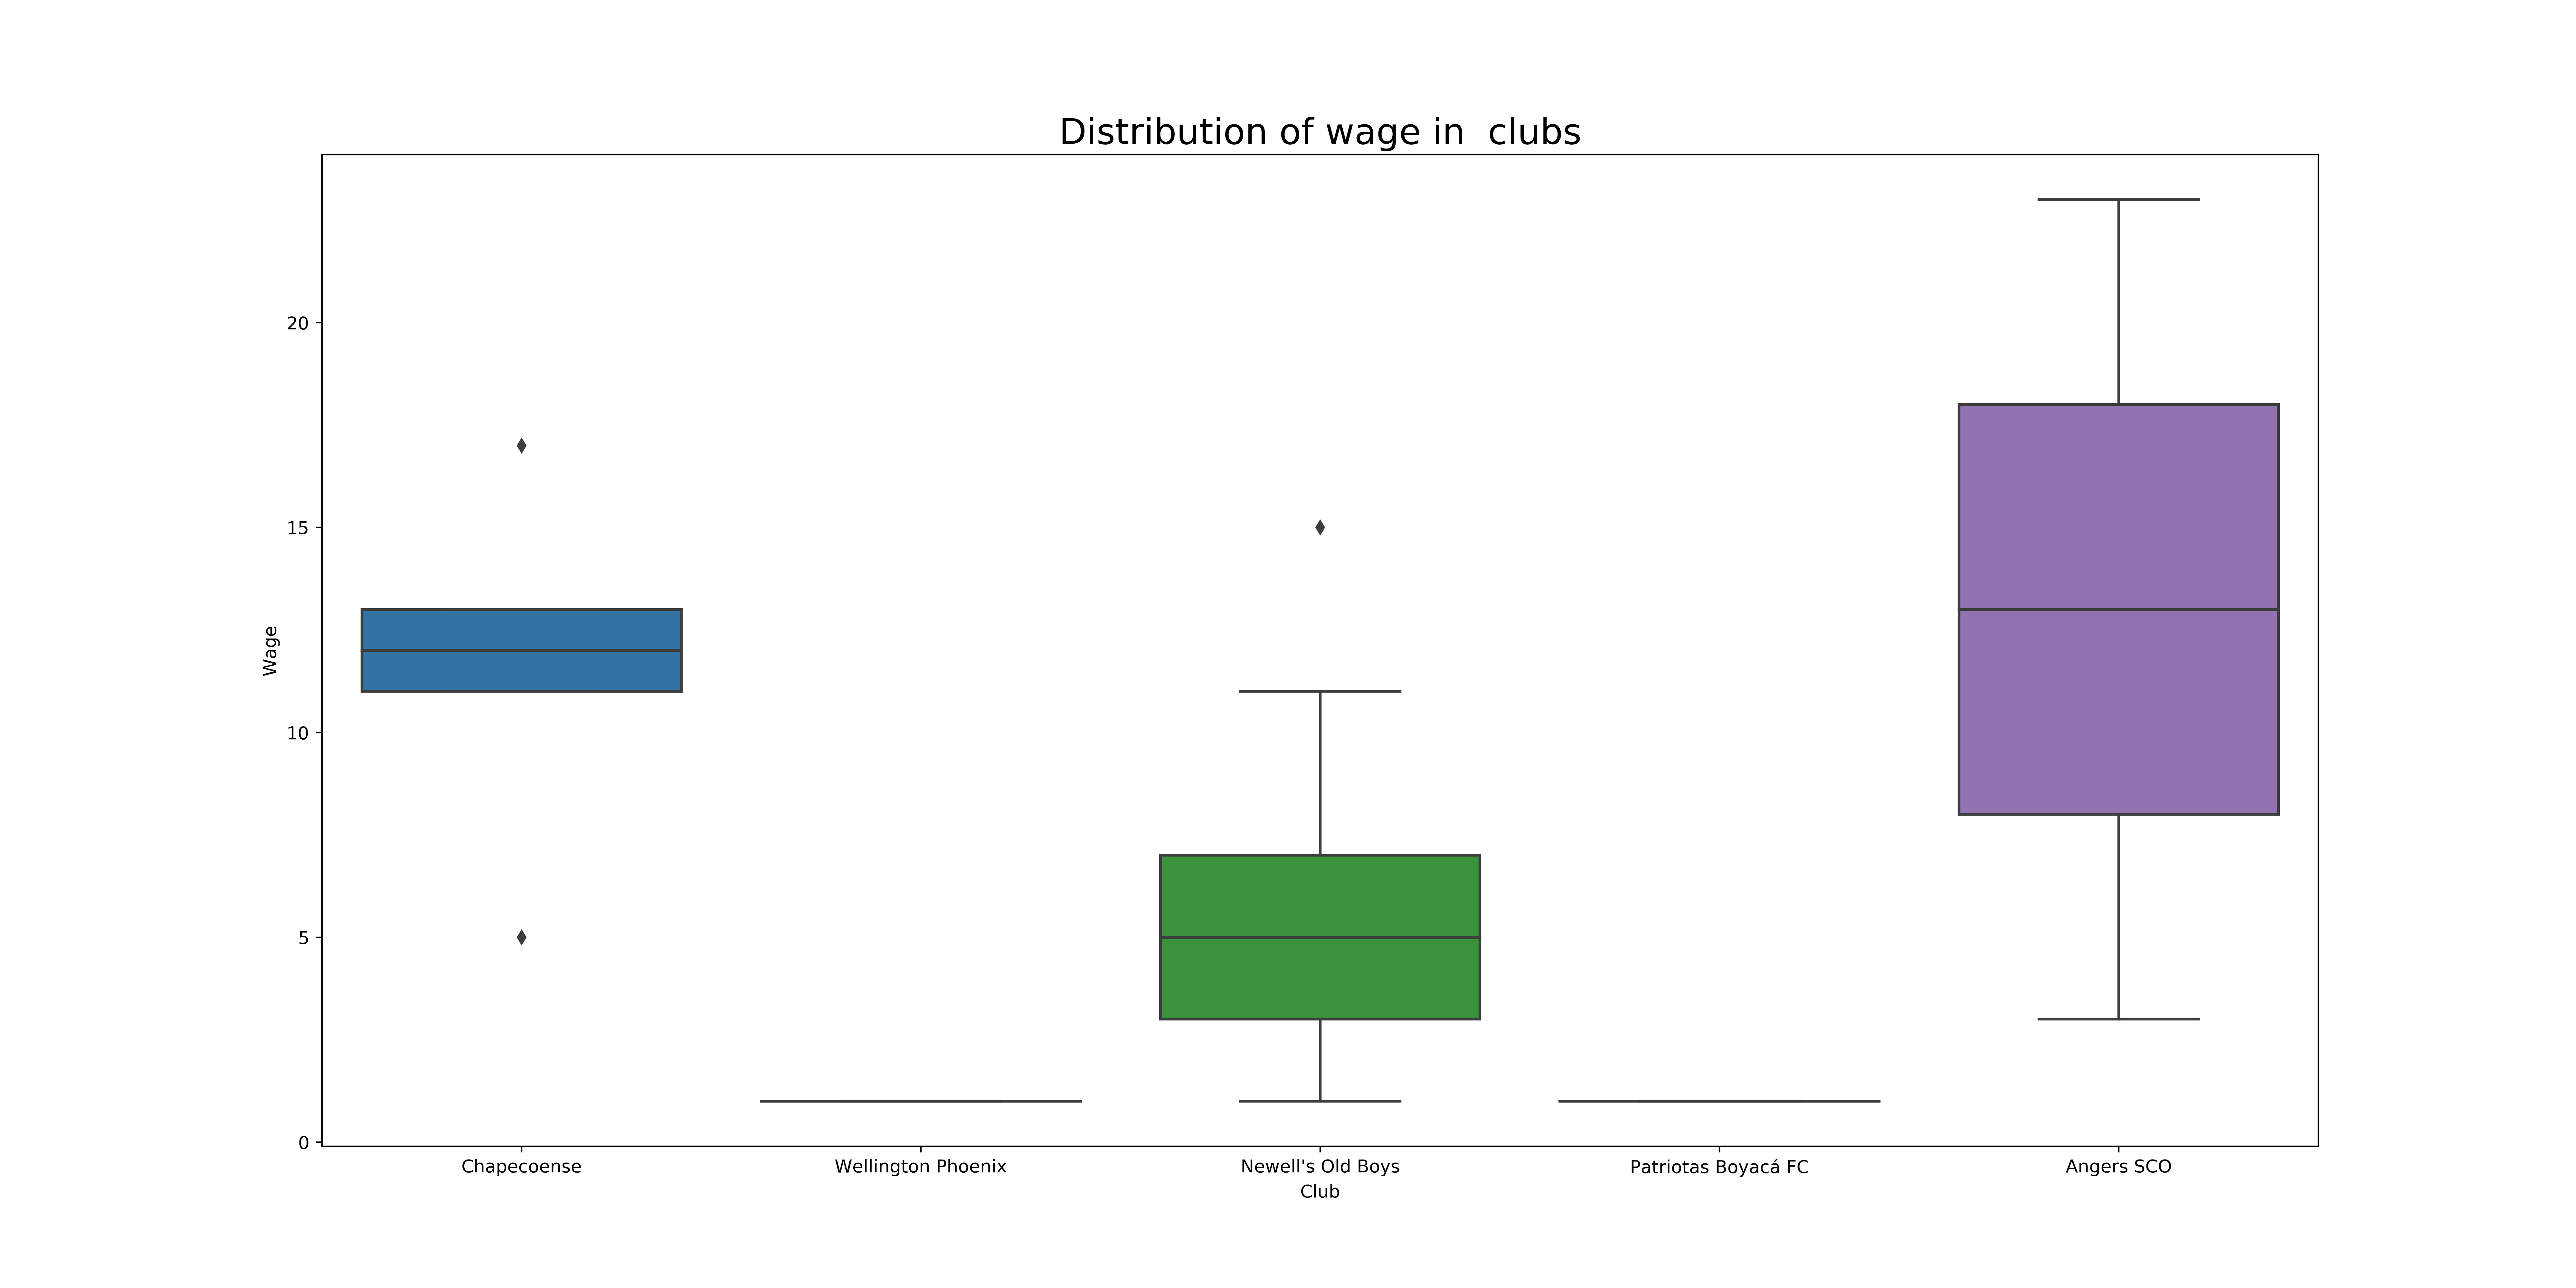 Distribution of wage in  clubs
Wage
20
15
10
5
0
Chapecoense
Wellington Phoenix
Newell's Old Boys
Patriotas Boyacá FC
Angers SCO
Club